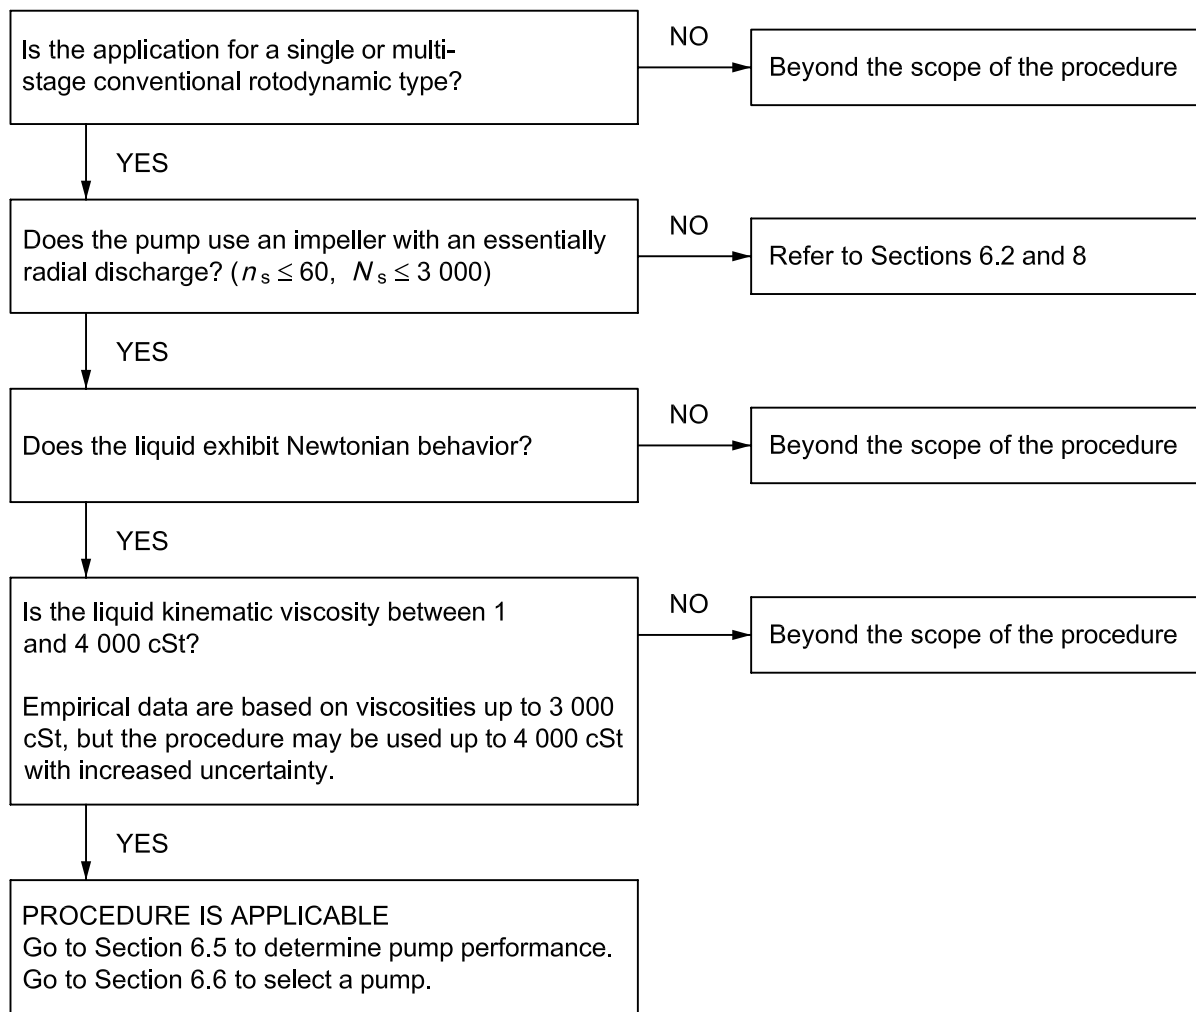 Is the application for a single or multi-
stage conventional rotodynamic type?
NO
Beyond the scope of the procedure
YES
Does the pump use an impeller with an essentially
radial discharge? (n s ≤ 60, N s ≤ 3 000)
NO
Refer to Sections 6.2 and 8
YES
Does the liquid exhibit Newtonian behavior?
NO
Beyond the scope of the procedure
YES
Is the liquid kinematic viscosity between 1
and 4 000 cSt?
Empirical data are based on viscosities up to 3 000
cSt, but the procedure may be used up to 4 000 cSt
with increased uncertainty.
NO
Beyond the scope of the procedure
YES
PROCEDURE IS APPLICABLE
Go to Section 6.5 to determine pump performance.
Go to Section 6.6 to select a pump.